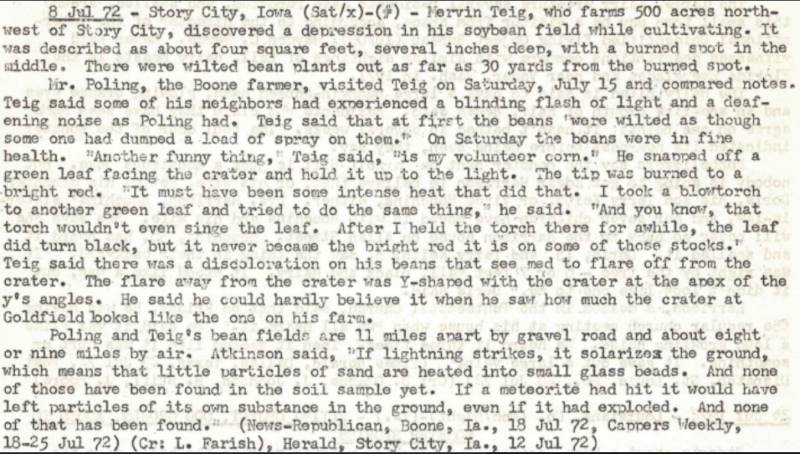 8 Jul 72 - Story City, Iowa (Sat/x)-(#) - Mervin Teig, who farms 500 acres north-
west of Story City, discovered a depression in his soybean field while cultivating. It
was described as about four square feet, several inches deep, with a burned spot in the
middle. There were wilted bean plants out as far as 30 yards from the burned spot.
Mr. Poling, the Boone farmer, visited Teig on Saturday, July 15 and compared notes.
Teig said some of his neighbors had experienced a blinding flash of light and a deaf-
ening noise as Poling had. Teig said that at first the beans "were wilted as though
some one had dumped a load of spray on them." On Saturday the beans were in fine
health. "Another funny thing," Teig said, "is my volunteer corn." He snapped off a
green leaf facing the crater and hold it up to the light. The tip was burned to a
bright red. "It must have been some intense heat that did that. I took a blowtorch
to another green leaf and tried to do the same thing," he said. "And you know, that
torch wouldn't even singe the leaf. After I held the torch there for awhile, the leaf
did turn black, but it never became the bright red it is on some of those stocks."
Teig said there was a discoloration on his beans that see med to flare off from the
crater. The flare away from the crater was Y-shaped with the crater at the apex of the
y's angles. He said he could hardly believe it when he saw how much the crater at
Goldfield looked like the one on his farm.
Poling and Teig's bean fields are 11 miles apart by gravel road and about eight
or nine miles by air. Atkinson said, "If lightning strikes, it solarizes the ground,
which means that little particles of sand are heated into small glass beads. And none
of those have been found in the soil sample yet. If a meteorite had hit it would have
left particles of its own substance in the ground, even if it had exploded. And none
of that has been found." (News-Republican, Boone, Ia., 18 Jul 72, Cappers Weekly,
18-25 Jul 72) (Cr: L. Farish), Herald, Story City, Ia., 12 Jul 72)